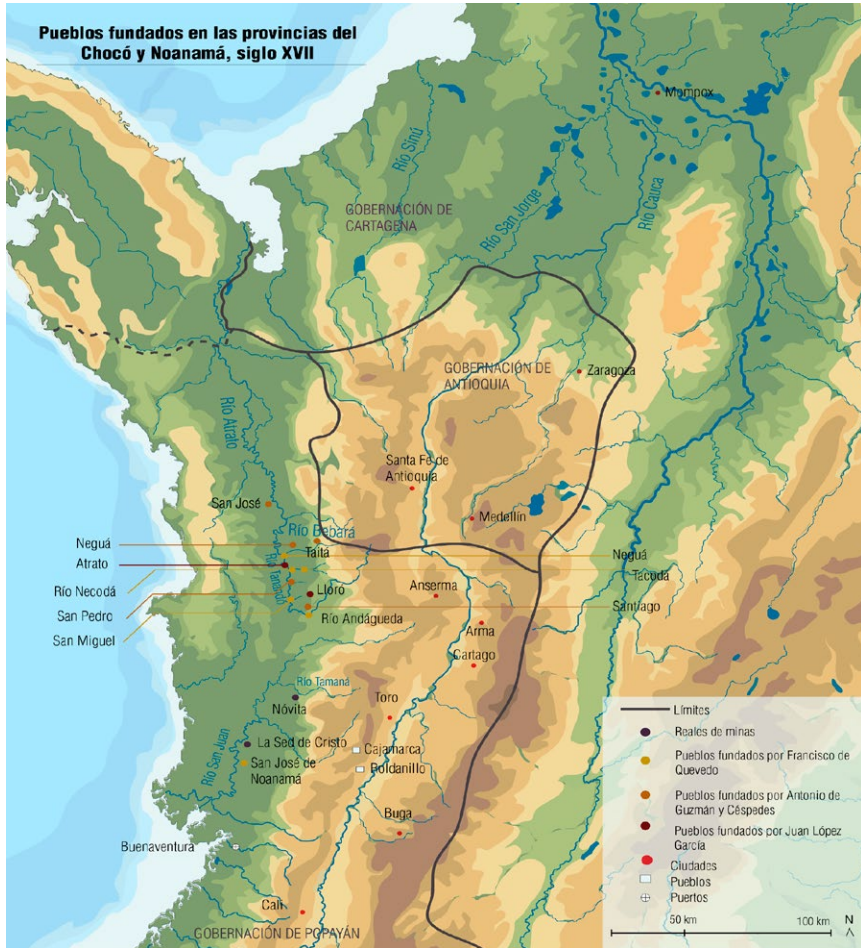 Pueblos fundados en las provincias del
Chocó y Noanamá, siglo XVII
Mompox
Río Sinú
Río San Jorge
Río Cauca
GOBERNACIÓN DE
CARTAGENA
GOBERNACIÓN DE
ANTIOQUIA
Zaragoza
Río Atrato
Santa Fe de
Antioquia
San José
Medellín
Río Bebará
Neguá
Taitá
Neguá
Atrato
Tacuda
Río Necodá
Lloró
Anserma
San Pedro
Santiago
Río Andágueda
Arma
San Miguel
Cartago
Río Tamaná
Nóvita
Toro
Río San Juan
La Sed de Cristo
Cajamarca
San José de
Noanamá
Roldanillo
Buga
Buenaventura
Cali
GOBERNACIÓN DE POPAYÁN
Límites
Reales de minas
Pueblos fundados por Francisco de
Quevedo
Pueblos fundados por Antonio de
Guzmán y Céspedes
Pueblos fundados por Juan López
García
Ciudades
Pueblos
Puertos
50 km
100 km
N